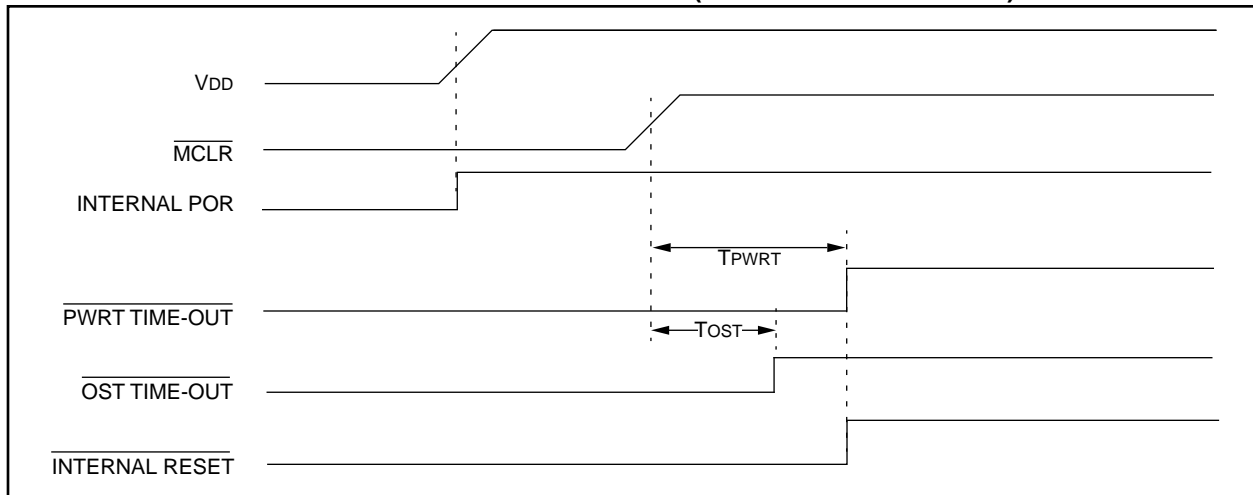 VDD
MCLR
INTERNAL POR
TPWRT
PWRT TIME-OUT
TOST
OST TIME-OUT
INTERNAL RESET